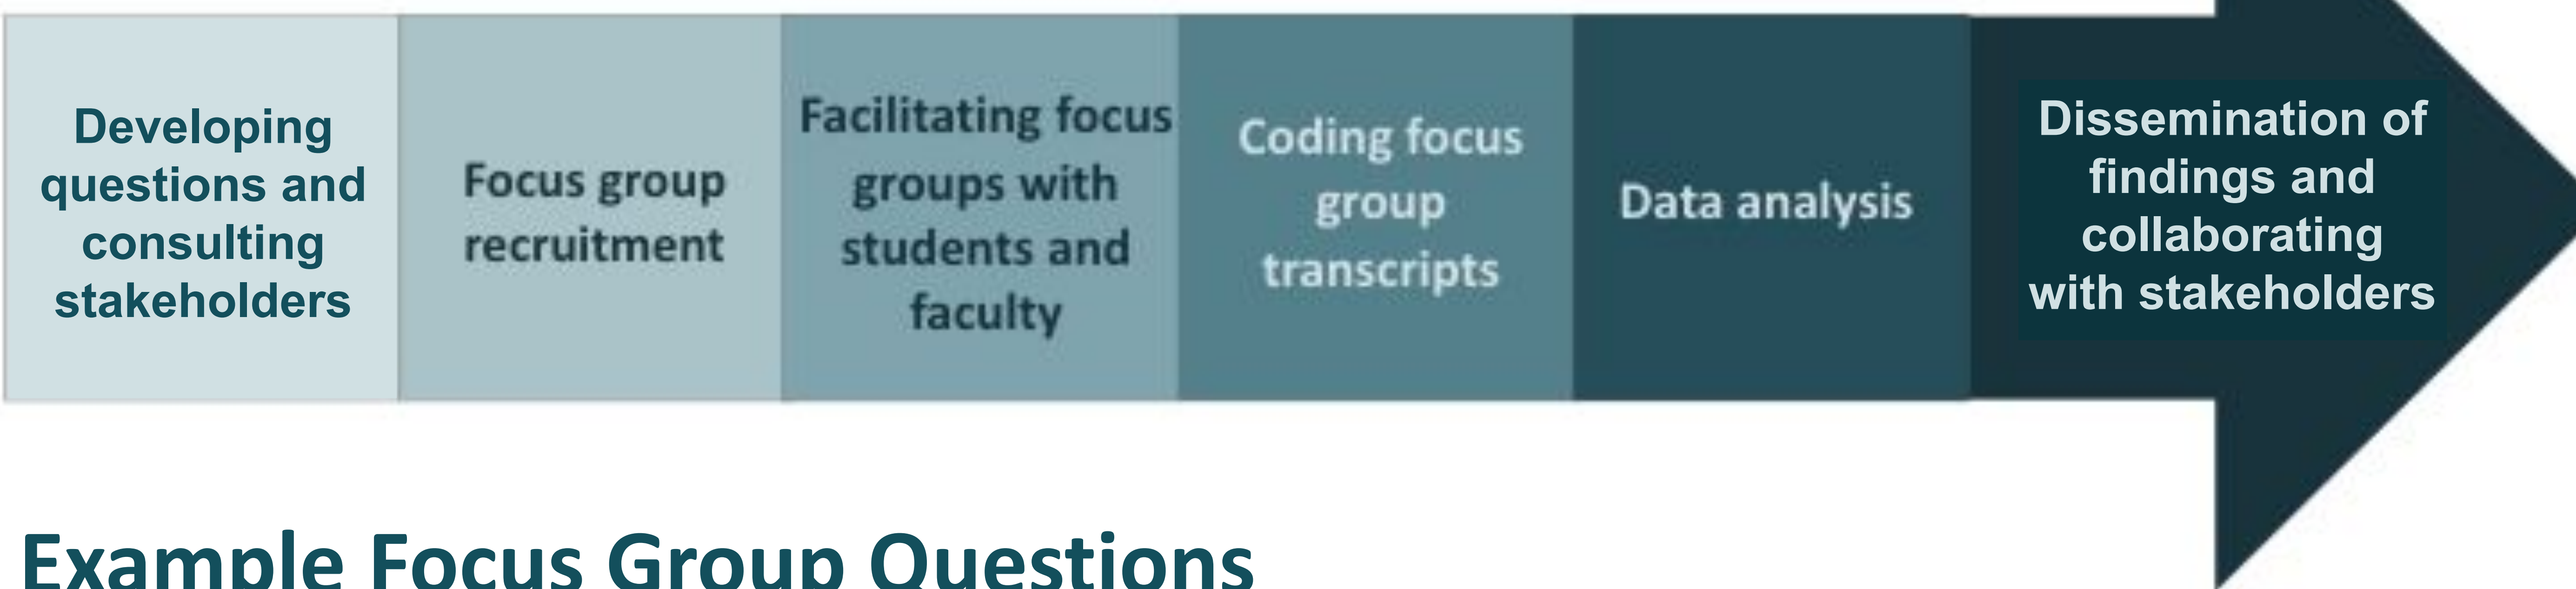 Developing
questions and
consulting
stakeholders
Focus group
recruitment
Facilitating focus
groups with
students and
faculty
Coding focus
group
transcripts
Data analysis
Dissemination of
findings and
collaborating
with stakeholders
Example Focus Group Questions